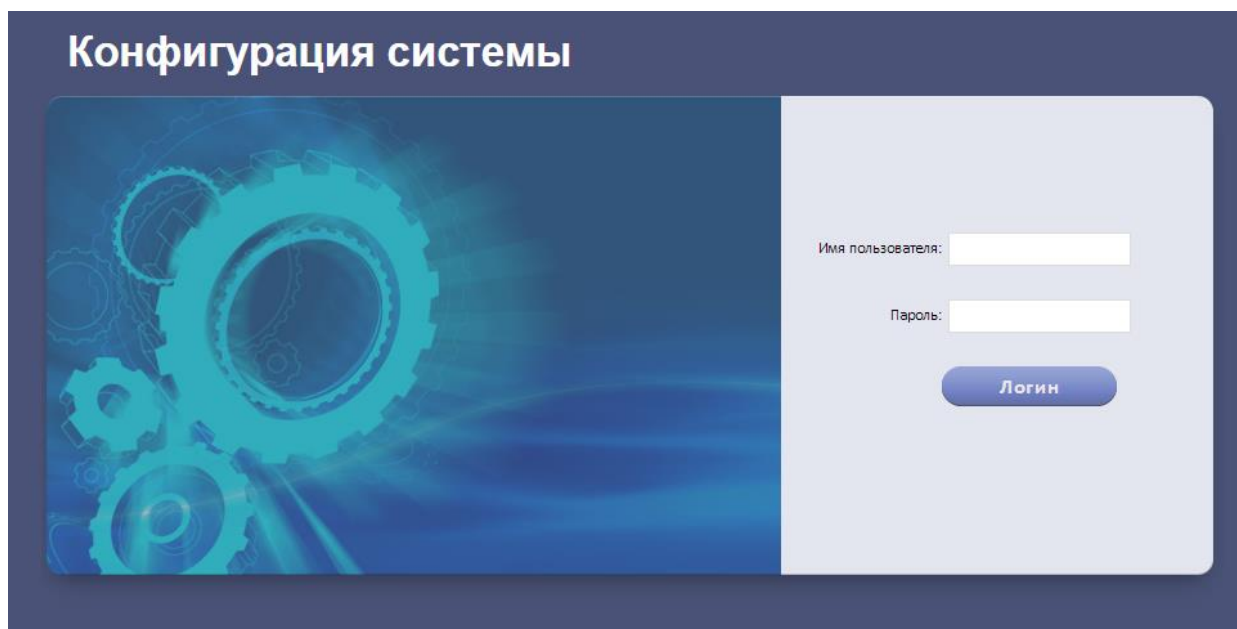 Конфигурация системы
Имя пользователя:
Пароль:
Логин